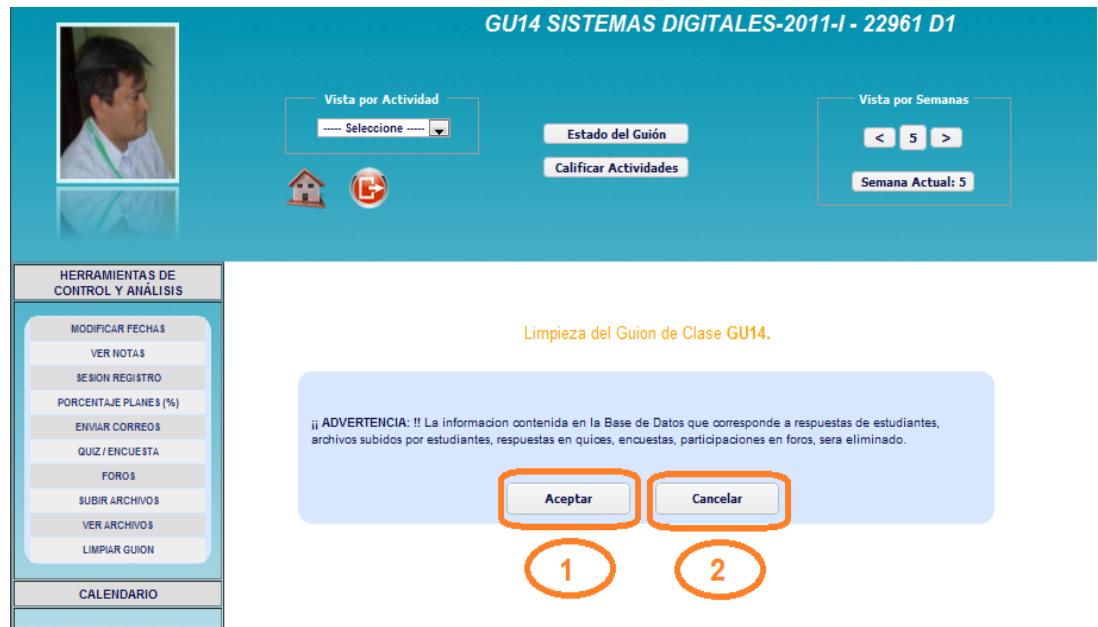 GU14 SISTEMAS DIGITALES-2011-I - 22961 D1
Vista por Actividad
----- Seleccione -----
Estado del Guión
Calificar Actividades
Vista por Semanas
< 5 >
Semana Actual: 5
HERRAMIENTAS DE
CONTROL Y ANÁLISIS
MODIFICAR FECHAS
VER NOTAS
SESION REGISTRO
PORCENTAJE PLANES (%)
ENVIAR CORREOS
QUIZ / ENCUESTA
FOROS
SUBIR ARCHIVOS
VER ARCHIVOS
LIMPIAR GUION
CALENDARIO
Limpieza del Guion de Clase GU14.
¡¡ ADVERTENCIA: !! La informacion contenida en la Base de Datos que corresponde a respuestas de estudiantes,
archivos subidos por estudiantes, respuestas en quices, encuestas, participaciones en foros, sera eliminado.
Aceptar Cancelar
1 2